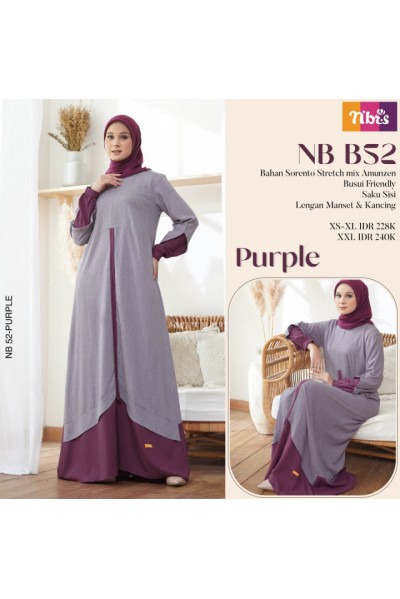 Nbr's
NB B52
Bahan Sorento Stretch mix Amunzen
Busui Friendly
Saku Sisi
Lengan Manset & Kancing
XS-XL IDR 228K
XXL IDR 240K
Purple
NB 52-PURPLE